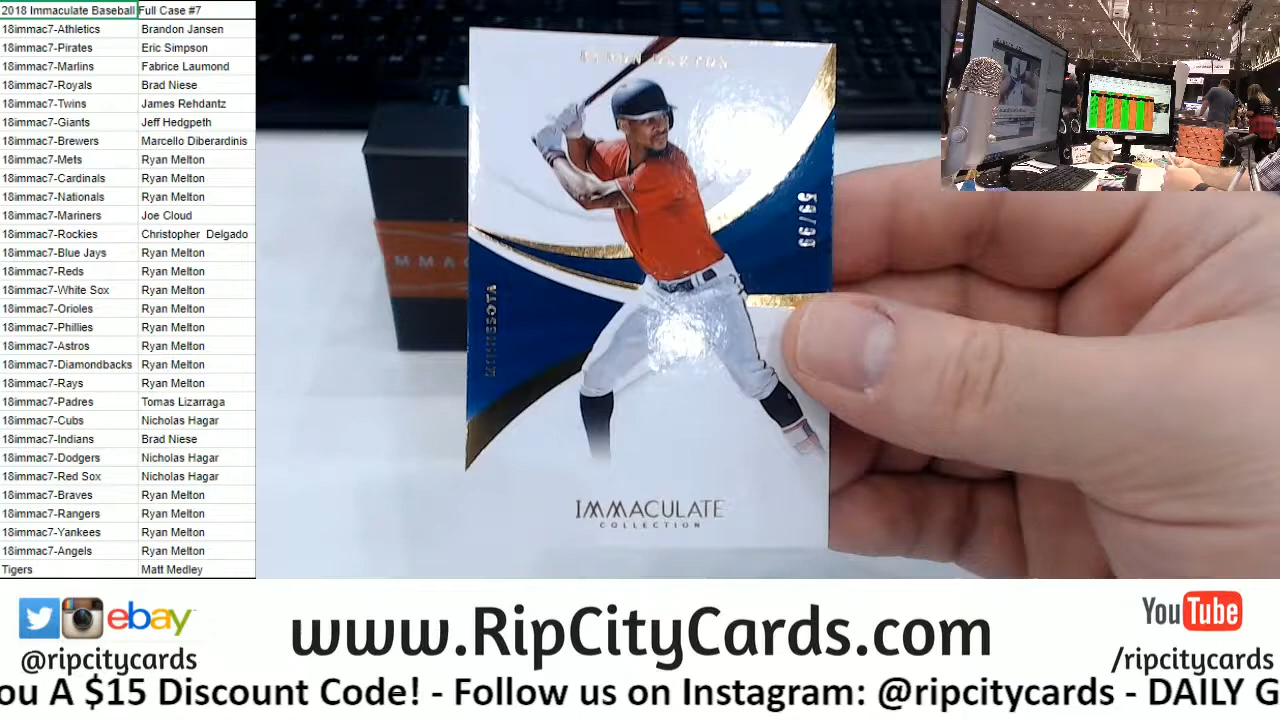 2018 Immaculate Baseball Full Case #7
18immac7-Athletics Brandon Jansen
18immac7-Pirates Eric Simpson
18immac7-Marlins Fabrice Laumond
18immac7-Royals Brad Niese
18immac7-Twins James Rehdantz
18immac7-Giants Jeff Hedgpeth
18immac7-Brewers Marcello Diberardinis
18immac7-Mets Ryan Melton
18immac7-Cardinals Ryan Melton
18immac7-Nationals Ryan Melton
18immac7-Mariners Joe Cloud
18immac7-Rockies Christopher Delgado
18immac7-Blue Jays Ryan Melton
18immac7-Reds Ryan Melton
18immac7-White Sox Ryan Melton
18immac7-Orioles Ryan Melton
18immac7-Phillies Ryan Melton
18immac7-Astros Ryan Melton
18immac7-Diamondbacks Ryan Melton
18immac7-Rays Ryan Melton
18immac7-Padres Tomas Lizarraga
18immac7-Cubs Nicholas Hagar
18immac7-Indians Brad Niese
18immac7-Dodgers Nicholas Hagar
18immac7-Red Sox Nicholas Hagar
18immac7-Braves Ryan Melton
18immac7-Rangers Ryan Melton
18immac7-Yankees Ryan Melton
18immac7-Angels Ryan Melton
Tigers Matt Medley
BYRON BUXTON
59/99
MINNESOTA
IMMACULATE
COLLECTION
IMMAC
ebay
@ripcitycards
www.RipCityCards.com
YouTube
/ripcitycards
ou A $15 Discount Code! - Follow us on Instagram: @ripcitycards - DAILY G